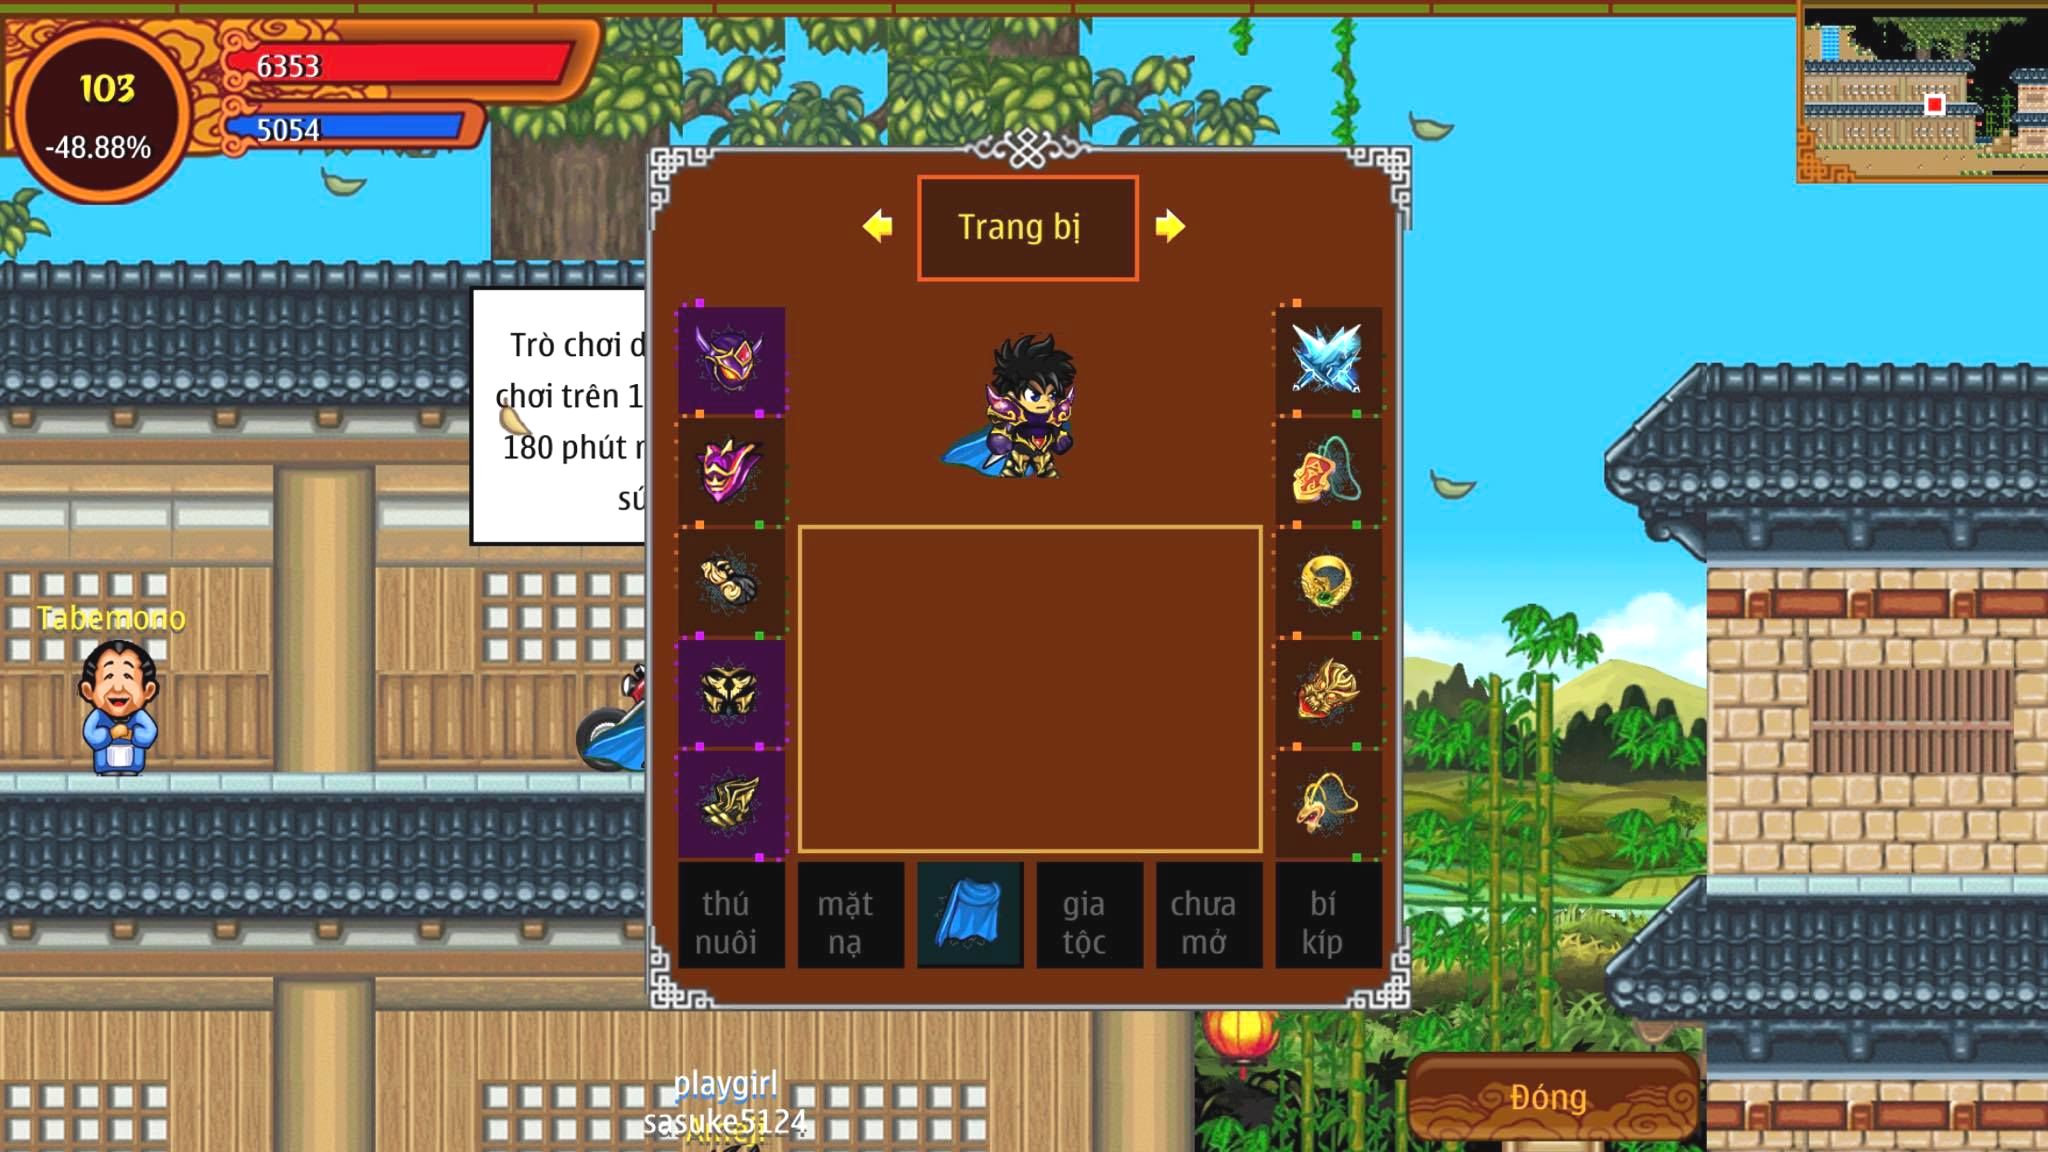 103
-48.88%
6353
5054
Trang bị
Trò chơi d
chơi trên 1
180 phút
Tabemono
thú
nuôi
mặt
nạ
gia
tộc
chưa
mở
bí
kíp
playgirl
sasuke5124
Đóng